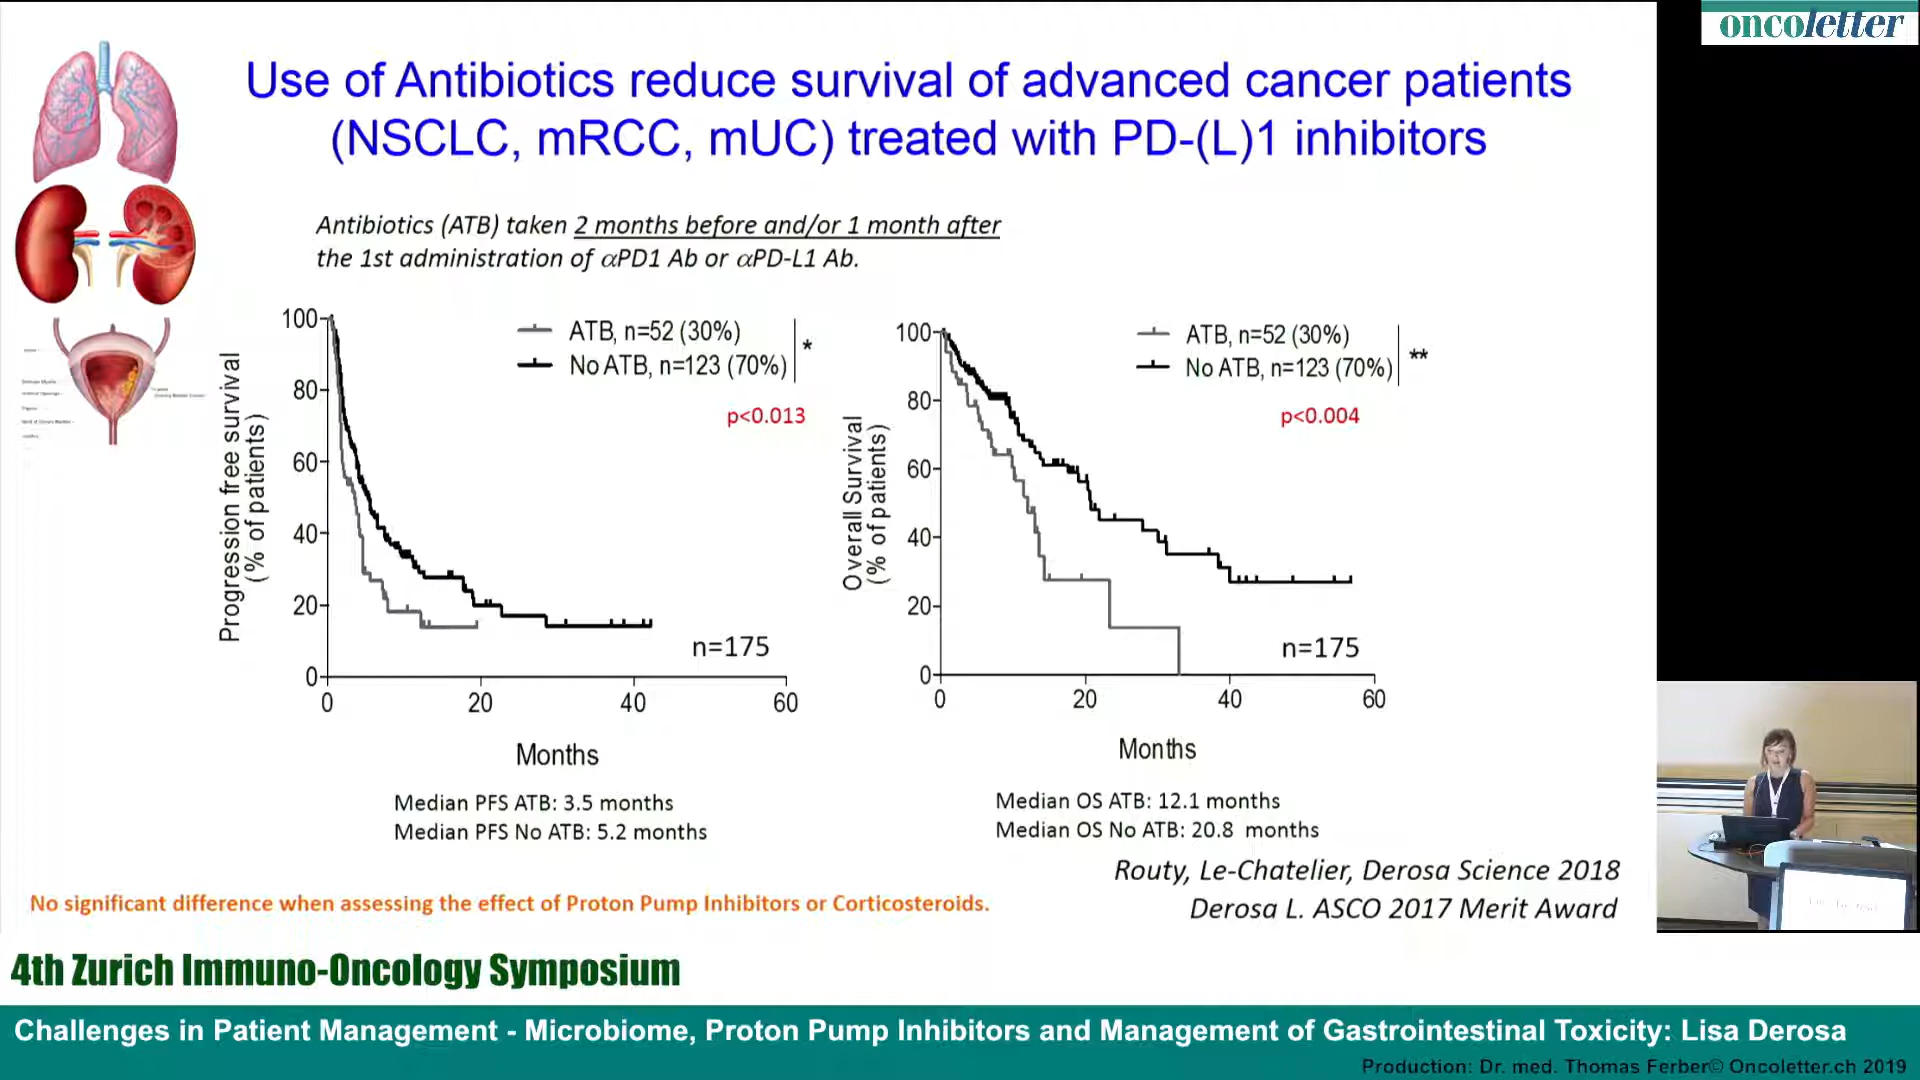 oncoletter
Use of Antibiotics reduce survival of advanced cancer patients
(NSCLC, mRCC, mUC) treated with PD-(L)1 inhibitors
Antibiotics (ATB) taken 2 months before and/or 1 month after
the 1st administration of αPD1 Ab or αPD-L1 Ab.
Progression free survival
(% of patients)
100
80
60
40
20
0
0 20 40 60
Months
ATB, n=52 (30%)
No ATB, n=123 (70%)
*
p<0.013
n=175
Median PFS ATB: 3.5 months
Median PFS No ATB: 5.2 months
Overall Survival
(% of patients)
100
80
60
40
20
0
0 20 40 60
Months
ATB, n=52 (30%)
No ATB, n=123 (70%)
**
p<0.004
n=175
Median OS ATB: 12.1 months
Median OS No ATB: 20.8 months
Routy, Le-Chatelier, Derosa Science 2018
Derosa L. ASCO 2017 Merit Award
No significant difference when assessing the effect of Proton Pump Inhibitors or Corticosteroids.
4th Zurich Immuno-Oncology Symposium
Challenges in Patient Management - Microbiome, Proton Pump Inhibitors and Management of Gastrointestinal Toxicity: Lisa Derosa
Production: Dr. med. Thomas Ferber© Oncoletter.ch 2019